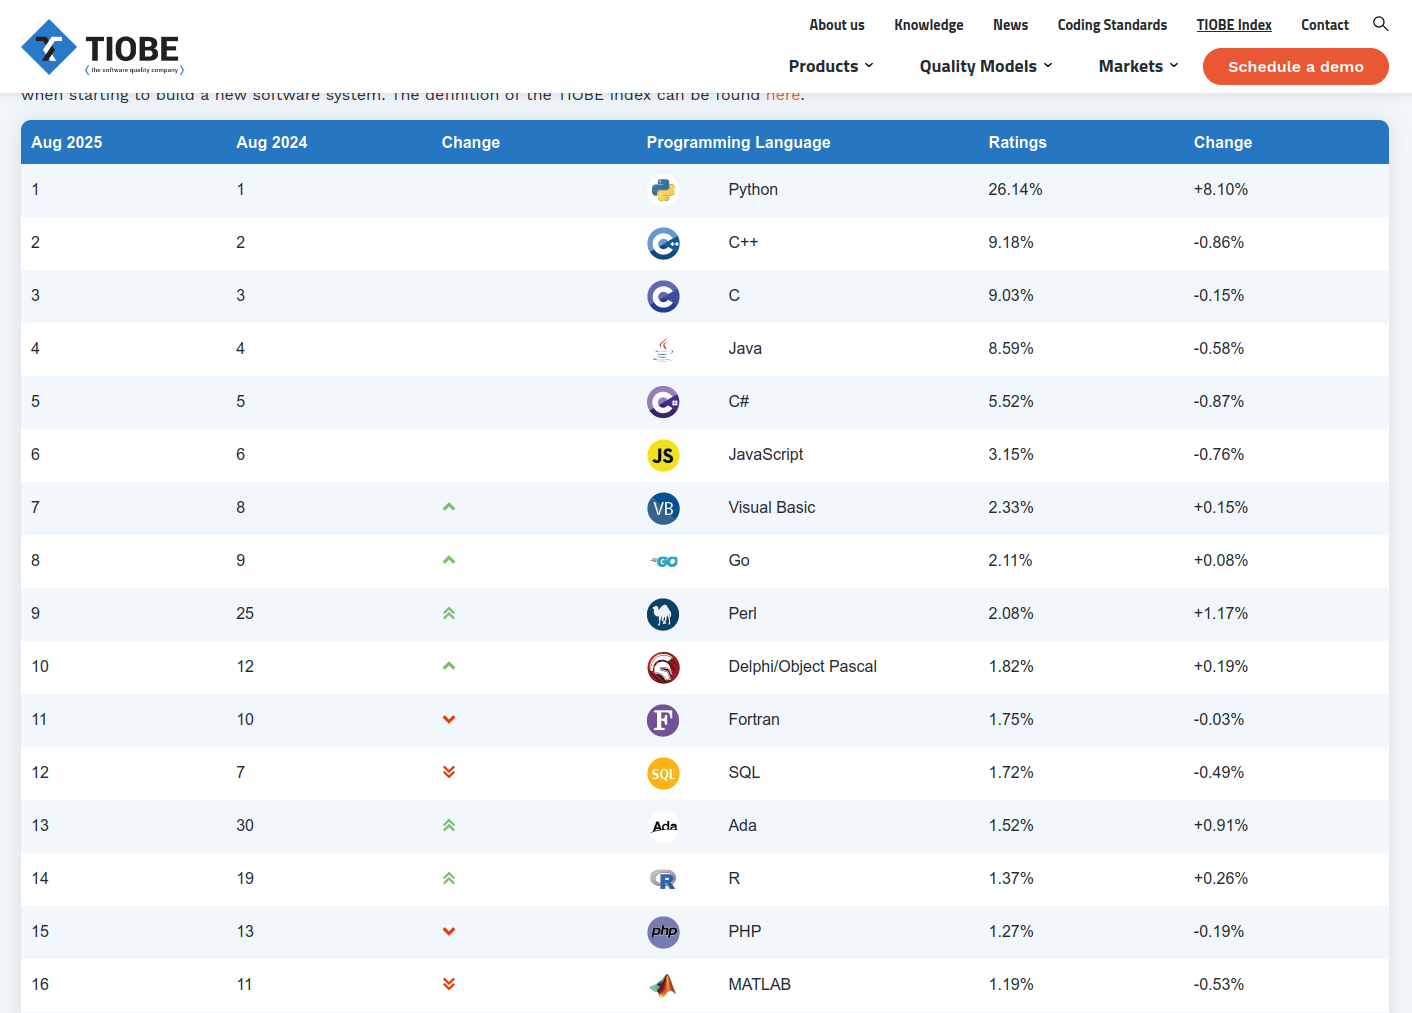 About us Knowledge News Coding Standards TIOBE Index Contact
TIOBE
(the software quality company)
Products Quality Models Markets Schedule a demo
when starting to build a new software system. The definition of the TIOBE index can be found here.
Aug 2025 Aug 2024 Change Programming Language Ratings Change
1 1 Python 26.14% +8.10%
2 2 C++ C++ 9.18% -0.86%
3 3 C C 9.03% -0.15%
4 4 Java 8.59% -0.58%
5 5 C# C# 5.52% -0.87%
6 6 JS JavaScript 3.15% -0.76%
7 8 VB Visual Basic 2.33% +0.15%
8 9 GO Go 2.11% +0.08%
9 25 Perl 2.08% +1.17%
10 12 Delphi/Object Pascal 1.82% +0.19%
11 10 F Fortran 1.75% -0.03%
12 7 SQL SQL 1.72% -0.49%
13 30 Ada Ada 1.52% +0.91%
14 19 R R 1.37% +0.26%
15 13 php PHP 1.27% -0.19%
16 11 MATLAB 1.19% -0.53%